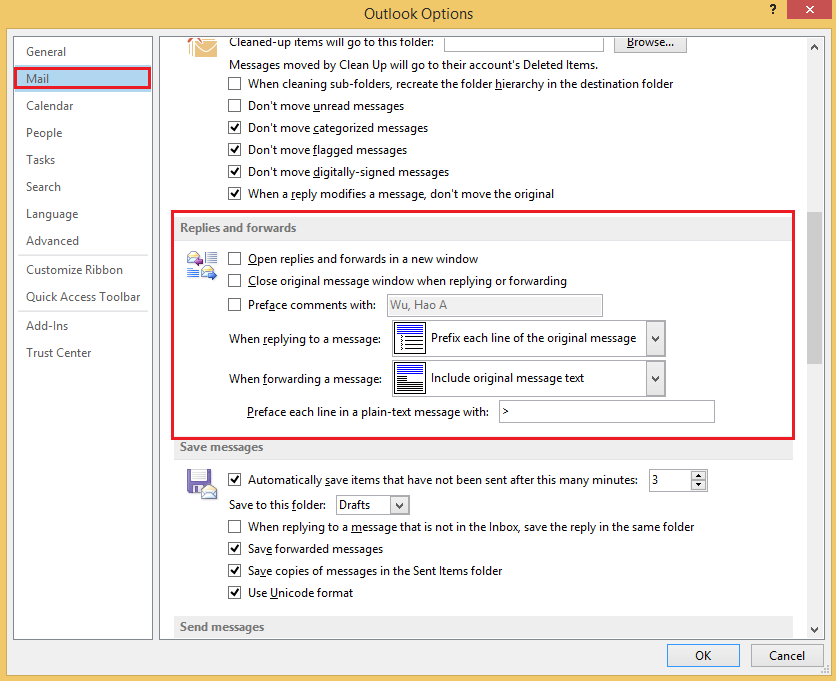 Outlook Options
?
General
Mail
Calendar
People
Tasks
Search
Language
Advanced
Customize Ribbon
Quick Access Toolbar
Add-Ins
Trust Center
Cleaned-up items will go to this folder: Browse...
Messages moved by Clean Up will go to their account's Deleted Items.
When cleaning sub-folders, recreate the folder hierarchy in the destination folder
Don't move unread messages
Don't move categorized messages
Don't move flagged messages
Don't move digitally-signed messages
When a reply modifies a message, don't move the original
Replies and forwards
Open replies and forwards in a new window
Close original message window when replying or forwarding
Preface comments with: Wu, Hao A
When replying to a message: Prefix each line of the original message
When forwarding a message: Include original message text
Preface each line in a plain-text message with: >
Save messages
Automatically save items that have not been sent after this many minutes: 3
Save to this folder: Drafts
When replying to a message that is not in the Inbox, save the reply in the same folder
Save forwarded messages
Save copies of messages in the Sent Items folder
Use Unicode format
Send messages
OK Cancel